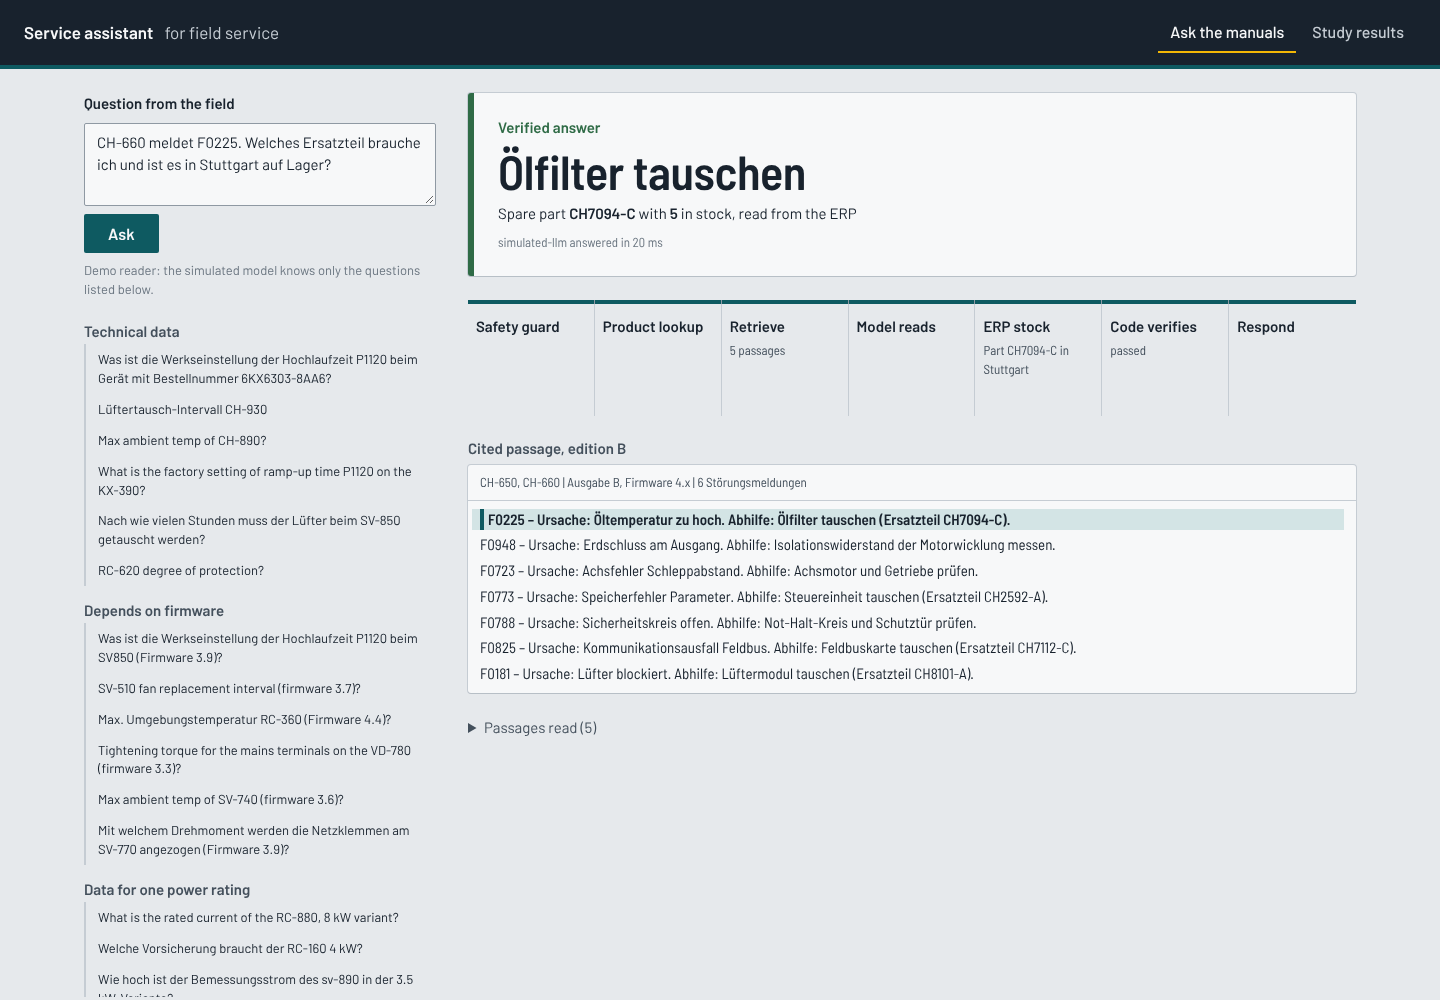 Service assistant for field service
Ask the manuals
Study results
Question from the field
CH-660 meldet F0225. Welches Ersatzteil brauche
ich und ist es in Stuttgart auf Lager?
Ask
Demo reader: the simulated model knows only the questions
listed below.
Technical data
Was ist die Werkseinstellung der Hochlaufzeit P1120 beim
Gerät mit Bestellnummer 6KX6303-8AA6?
Lüftertausch-Intervall CH-930
Max ambient temp of CH-890?
What is the factory setting of ramp-up time P1120 on the
KX-390?
Nach wie vielen Stunden muss der Lüfter beim SV-850
getauscht werden?
RC-620 degree of protection?
Depends on firmware
Was ist die Werkseinstellung der Hochlaufzeit P1120 beim
SV850 (Firmware 3.9)?
SV-510 fan replacement interval (firmware 3.7)?
Max. Umgebungstemperatur RC-360 (Firmware 4.4)?
Tightening torque for the mains terminals on the VD-780
(firmware 3.3)?
Max ambient temp of SV-740 (firmware 3.6)?
Mit welchem Drehmoment werden die Netzklemmen am
SV-770 angezogen (Firmware 3.9)?
Data for one power rating
What is the rated current of the RC-880, 8 kW variant?
Welche Vorsicherung braucht der RC-160 4 kW?
Wie hoch ist der Bemessungsstrom des sv-890 in der 3.5
kW-Variante?
Verified answer
Ölfilter tauschen
Spare part CH7094-C with 5 in stock, read from the ERP
simulated-llm answered in 20 ms
Safety guard
Product lookup
Retrieve
5 passages
Model reads
ERP stock
Part CH7094-C in
Stuttgart
Code verifies
passed
Respond
Cited passage, edition B
CH-650, CH-660 | Ausgabe B, Firmware 4.x | 6 Störungsmeldungen
F0225 – Ursache: Öltemperatur zu hoch. Abhilfe: Ölfilter tauschen (Ersatzteil CH7094-C).
F0948 – Ursache: Erdschluss am Ausgang. Abhilfe: Isolationswiderstand der Motorwicklung messen.
F0723 – Ursache: Achsfehler Schleppabstand. Abhilfe: Achsmotor und Getriebe prüfen.
F0773 – Ursache: Speicherfehler Parameter. Abhilfe: Steuereinheit tauschen (Ersatzteil CH2592-A).
F0788 – Ursache: Sicherheitskreis offen. Abhilfe: Not-Halt-Kreis und Schutztür prüfen.
F0825 – Ursache: Kommunikationsausfall Feldbus. Abhilfe: Feldbuskarte tauschen (Ersatzteil CH7112-C).
F0181 – Ursache: Lüfter blockiert. Abhilfe: Lüftermodul tauschen (Ersatzteil CH8101-A).
Passages read (5)